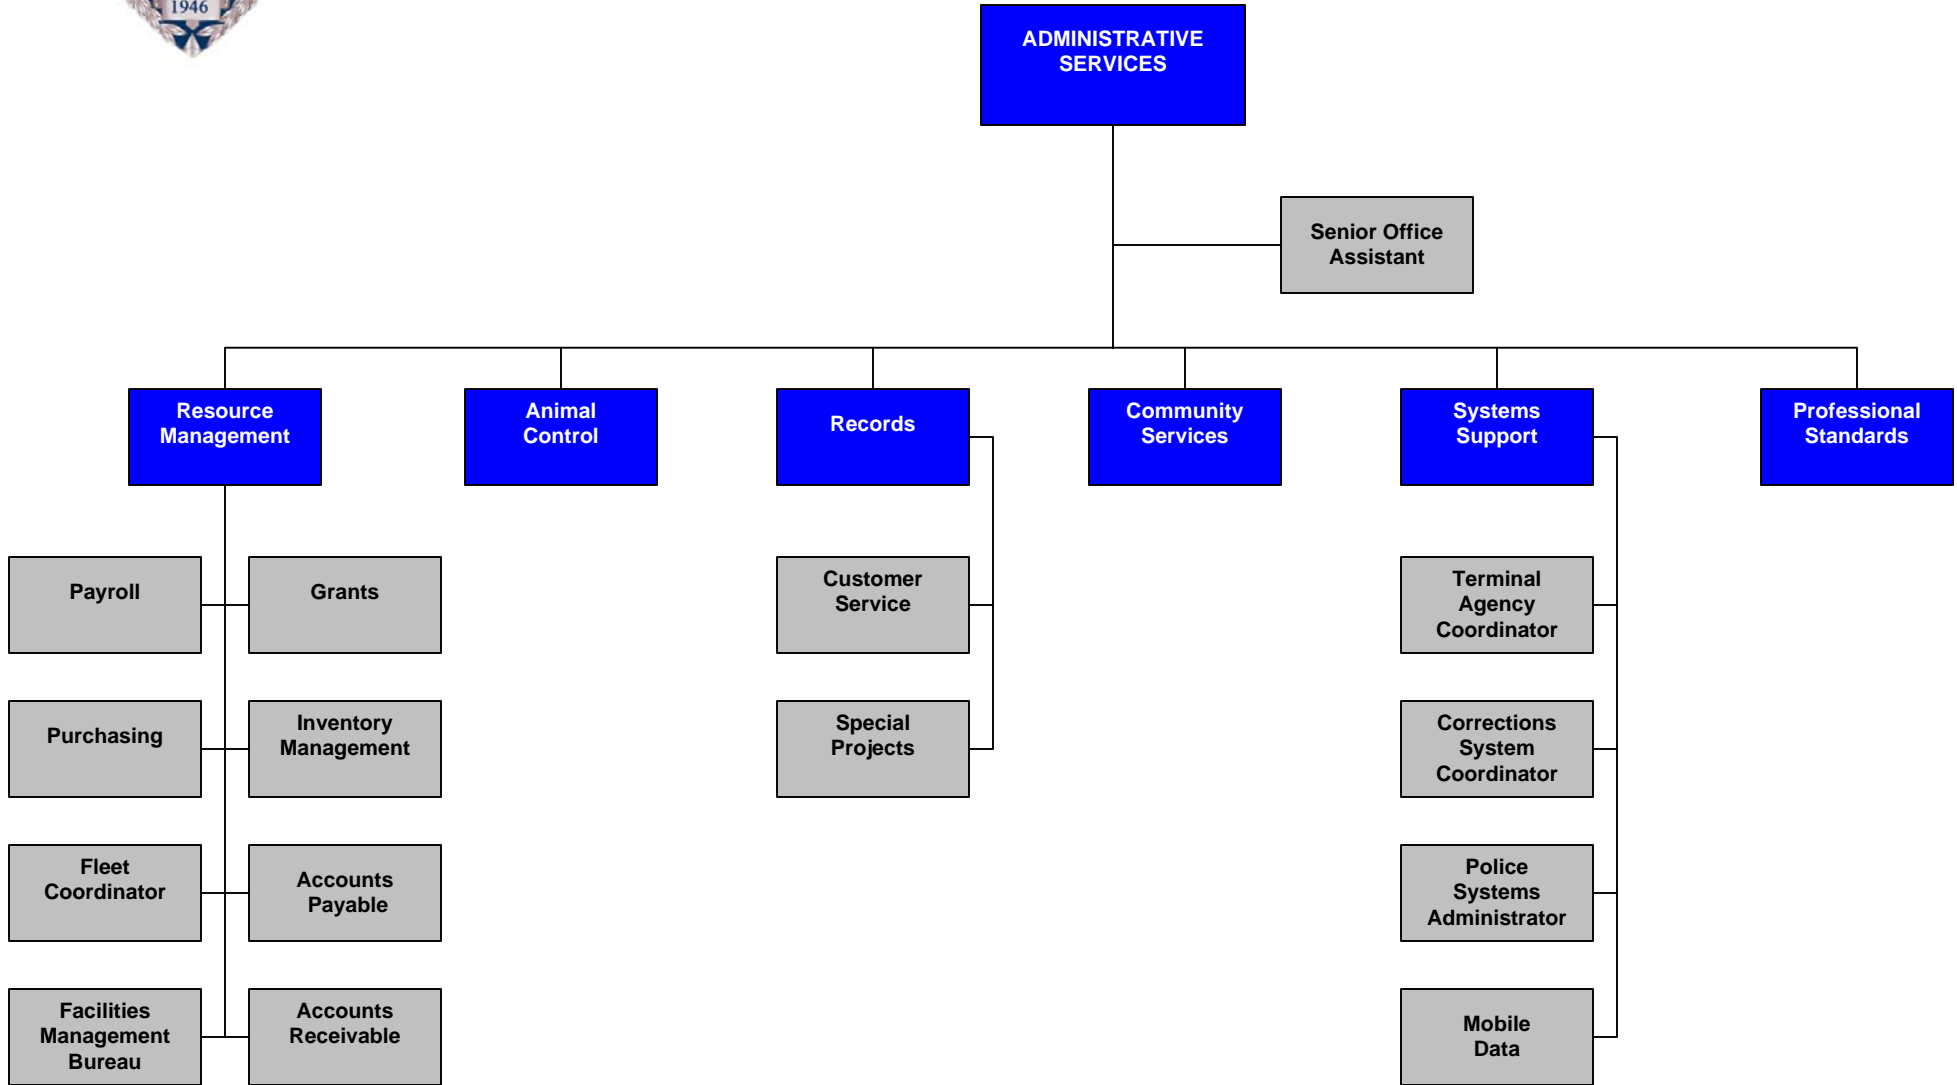 1946
ADMINISTRATIVE
SERVICES
Senior Office
Assistant
Resource
Management
Animal
Control
Records
Community
Services
Systems
Support
Professional
Standards
Payroll
Grants
Customer
Service
Terminal
Agency
Coordinator
Purchasing
Inventory
Management
Special
Projects
Corrections
System
Coordinator
Fleet
Coordinator
Accounts
Payable
Police
Systems
Administrator
Facilities
Management
Bureau
Accounts
Receivable
Mobile
Data